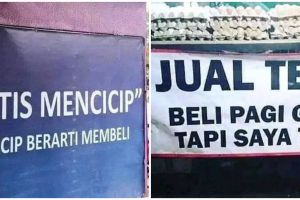 TIS MENCICIP”
CIP BERARTI MEMBELI
JUAL TE
BELI PAGI
TAPI SAYA